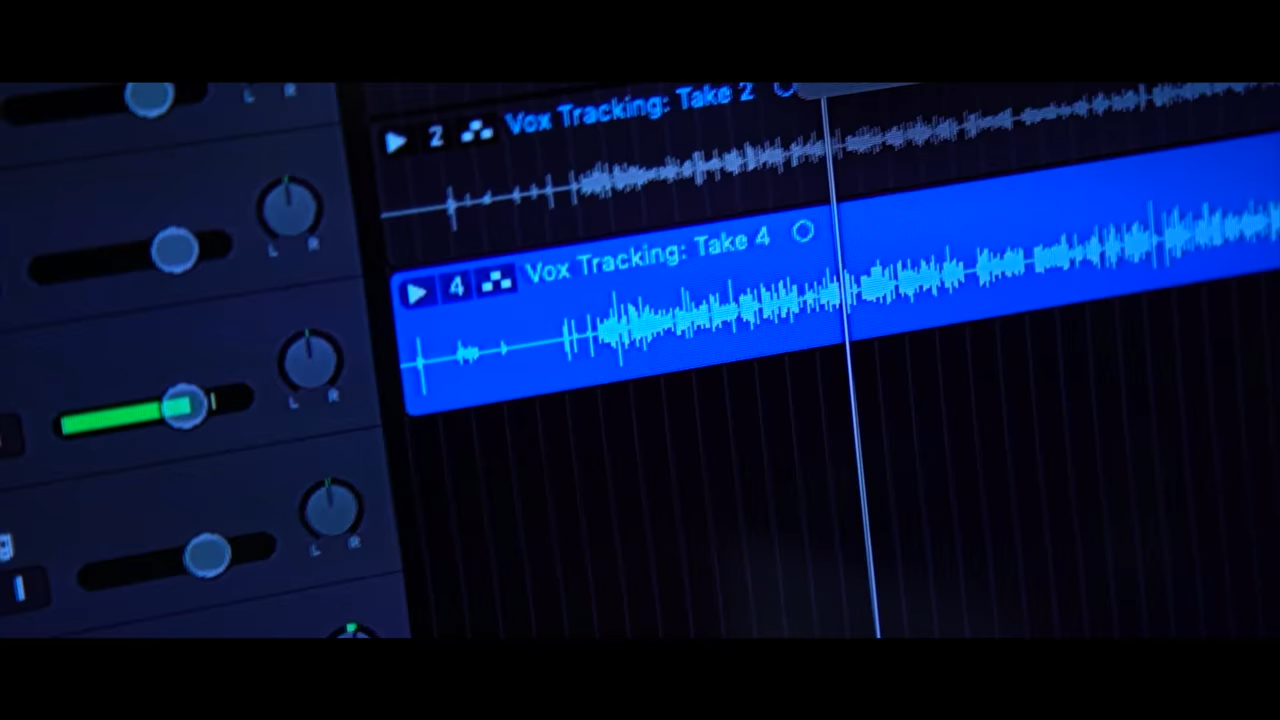 L R
2 Vox Tracking: Take 2
L R
4 Vox Tracking: Take 4
L R
L R
I